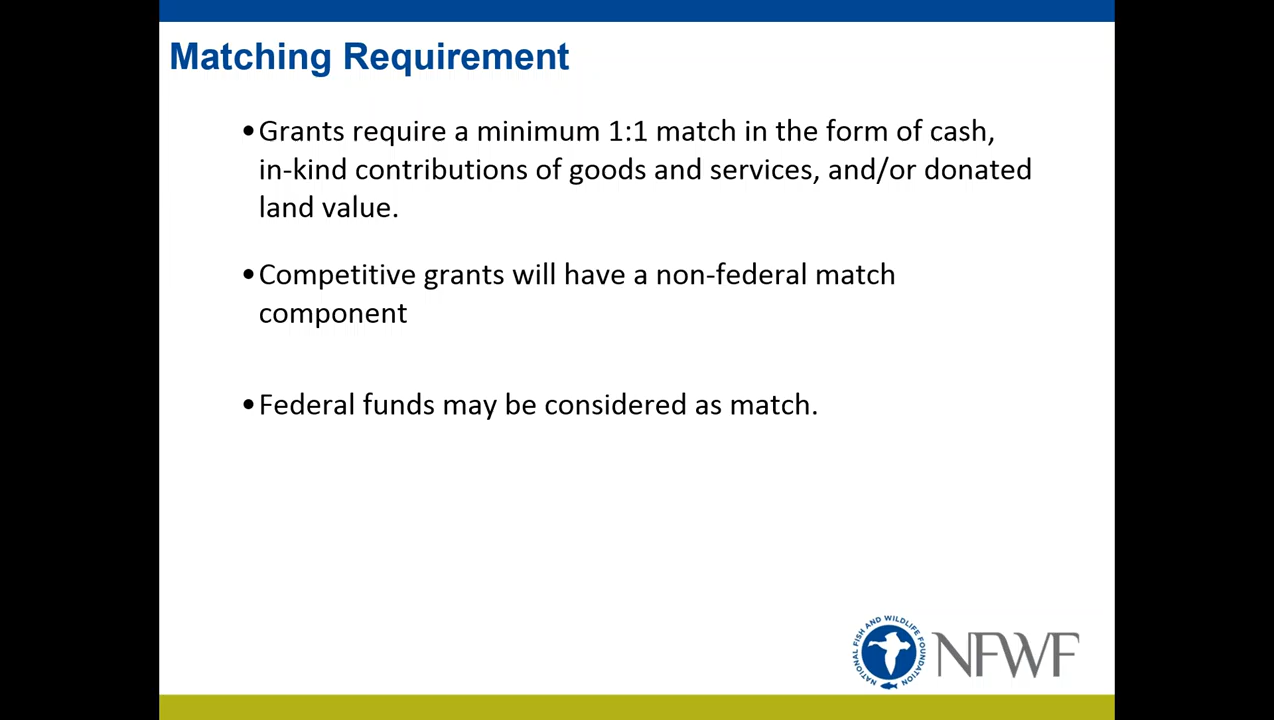 Matching Requirement
•Grants require a minimum 1:1 match in the form of cash,
in-kind contributions of goods and services, and/or donated
land value.
•Competitive grants will have a non-federal match
component
•Federal funds may be considered as match.
NATIONAL FISH AND WILDLIFE FOUNDATION
NFWF